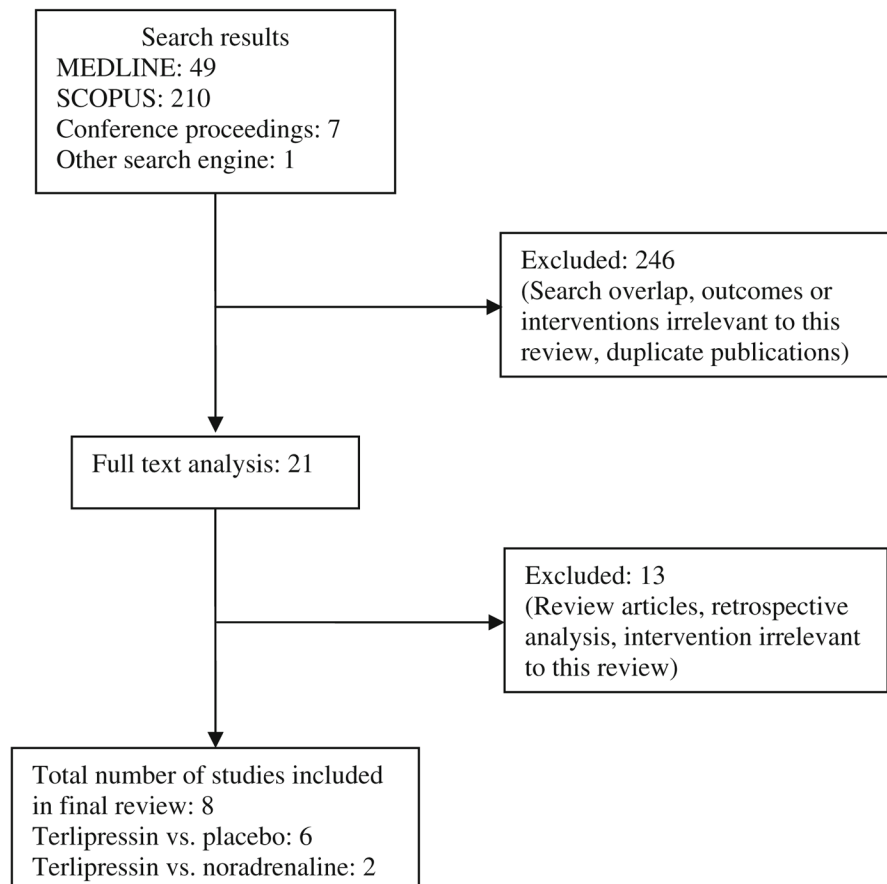 Search results
MEDLINE: 49
SCOPUS: 210
Conference proceedings: 7
Other search engine: 1
Excluded: 246
(Search overlap, outcomes or
interventions irrelevant to this
review, duplicate publications)
Full text analysis: 21
Excluded: 13
(Review articles, retrospective
analysis, intervention irrelevant
to this review)
Total number of studies included
in final review: 8
Terlipressin vs. placebo: 6
Terlipressin vs. noradrenaline: 2